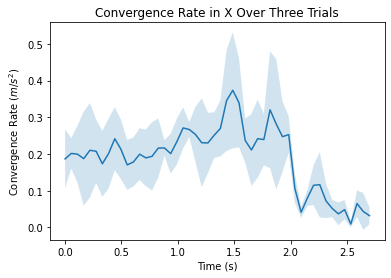 Convergence Rate in X Over Three Trials
Convergence Rate (m/s²)
0.5
0.4
0.3
0.2
0.1
0.0
0.0 0.5 1.0 1.5 2.0 2.5
Time (s)